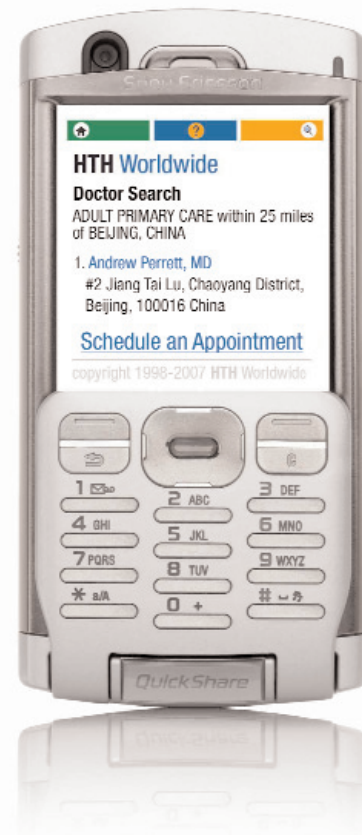 Sony Ericsson
HTH Worldwide
Doctor Search
ADULT PRIMARY CARE within 25 miles
of BEIJING, CHINA
1. Andrew Perrett, MD
#2 Jiang Tai Lu, Chaoyang District,
Beijing, 100016 China
Schedule an Appointment
copyright 1998-2007 HTH Worldwide
C
1
2 ABC
3 DEF
4 GHI
5 JKL
6 MNO
7 PQRS
8 TUV
9 WXYZ
* a/A
0 +
#
QuickShare